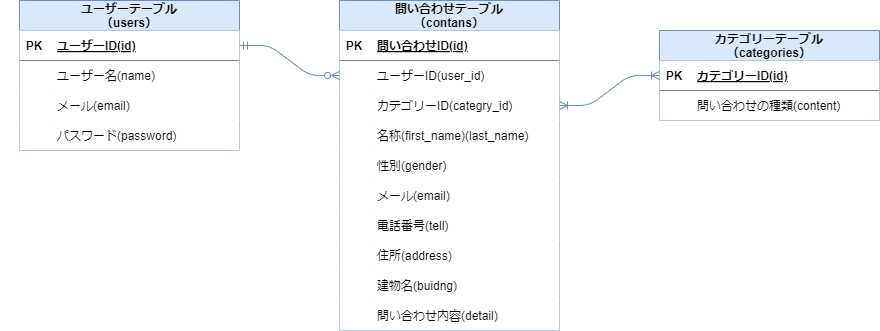 ユーザーテーブル
（users）
PK ユーザーID(id)
ユーザー名(name)
メール(email)
パスワード(password)
問い合わせテーブル
（contans）
PK 問い合わせID(id)
ユーザーID(user_id)
カテゴリーID(categry_id)
名称(first_name)(last_name)
性別(gender)
メール(email)
電話番号(tell)
住所(address)
建物名(buidng)
問い合わせ内容(detail)
カテゴリーテーブル
（categories）
PK カテゴリーID(id)
問い合わせの種類(content)